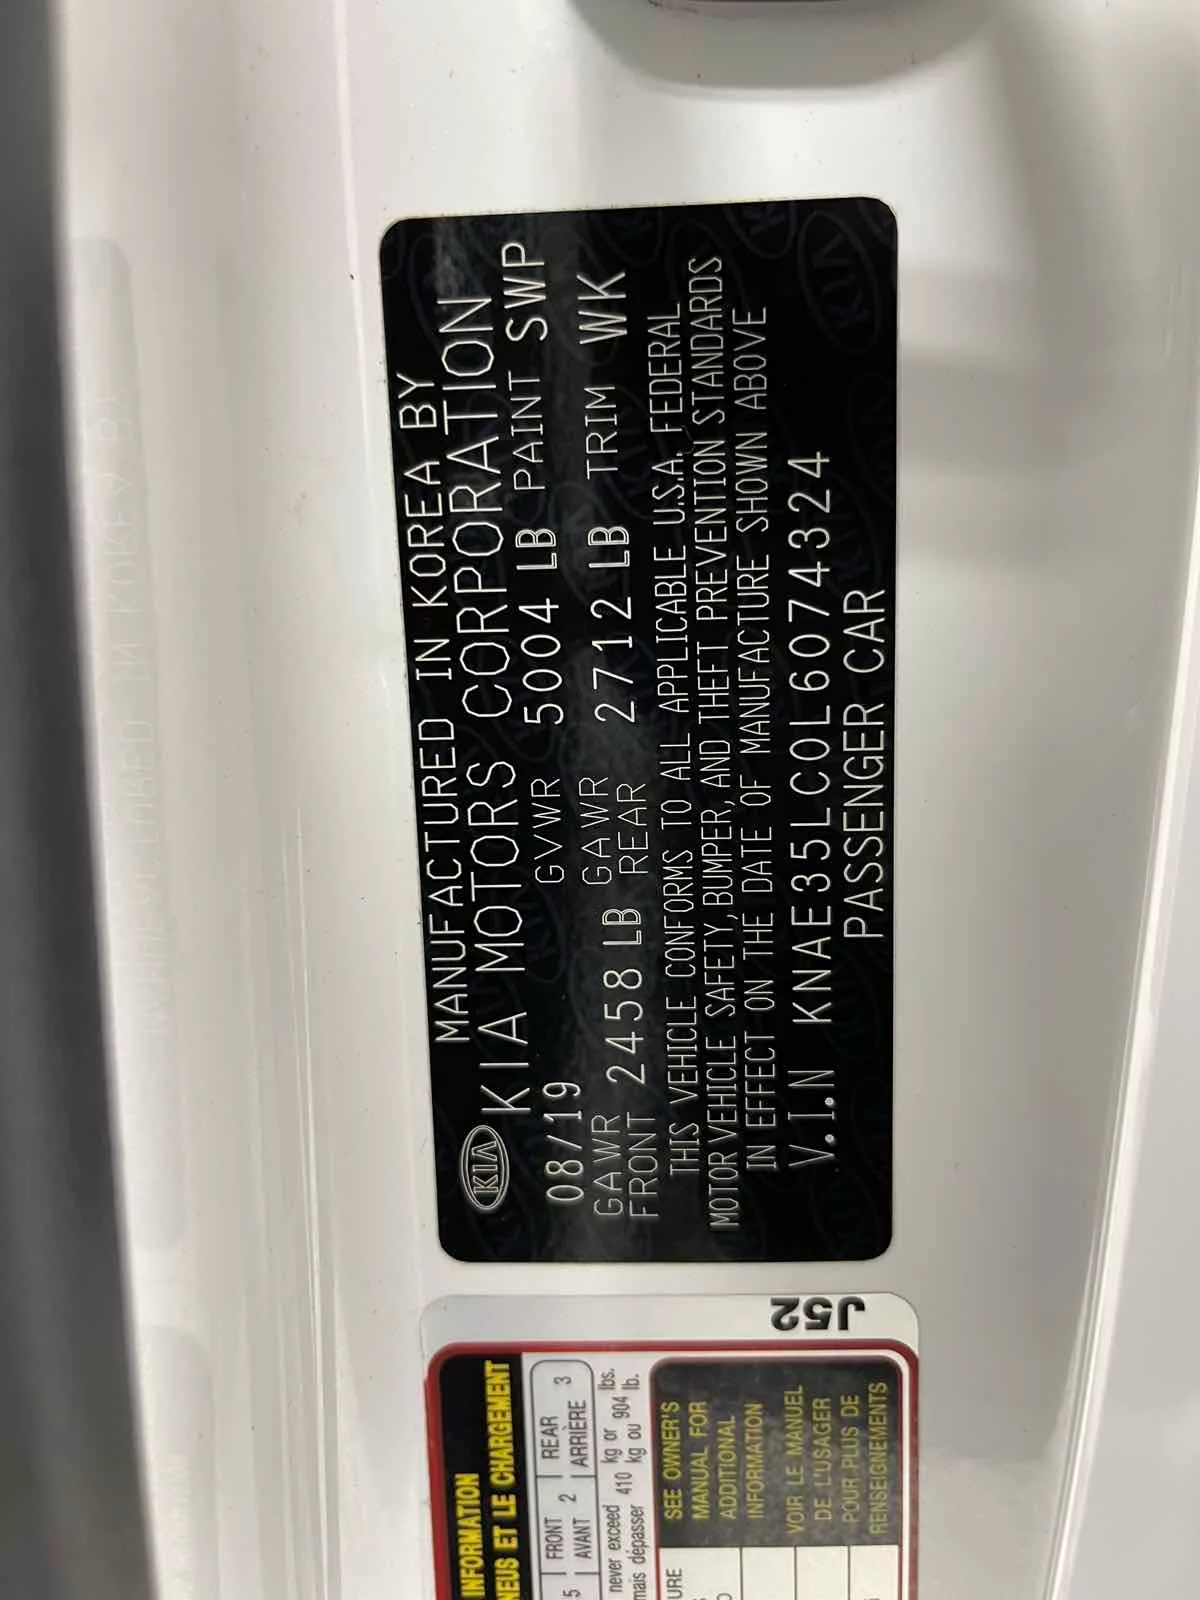 MANUFACTURED IN KOREA BY
KIA KIA MOTORS CORPORATION
08/19 GVWR 5004 LB PAINT SWP
GAWR FRONT 2458 LB GAWR REAR 2712 LB TRIM WK
THIS VEHICLE CONFORMS TO ALL APPLICABLE U.S.A. FEDERAL
MOTOR VEHICLE SAFETY, BUMPER, AND THEFT PREVENTION STANDARDS
IN EFFECT ON THE DATE OF MANUFACTURE SHOWN ABOVE
V.I.N KNAE35LC0L6074324
PASSENGER CAR
J52
INFORMATION
ET LE CHARGEMENT
5 FRONT 2 REAR 3
AVANT ARRIÈRE
never exceed 410 kg or 904 lbs.
mais dépasser kg ou lb.
SEE OWNER'S
MANUAL FOR
ADDITIONAL
INFORMATION
VOIR LE MANUEL
DE L'USAGER
POUR PLUS DE
RENSEIGNEMENTS